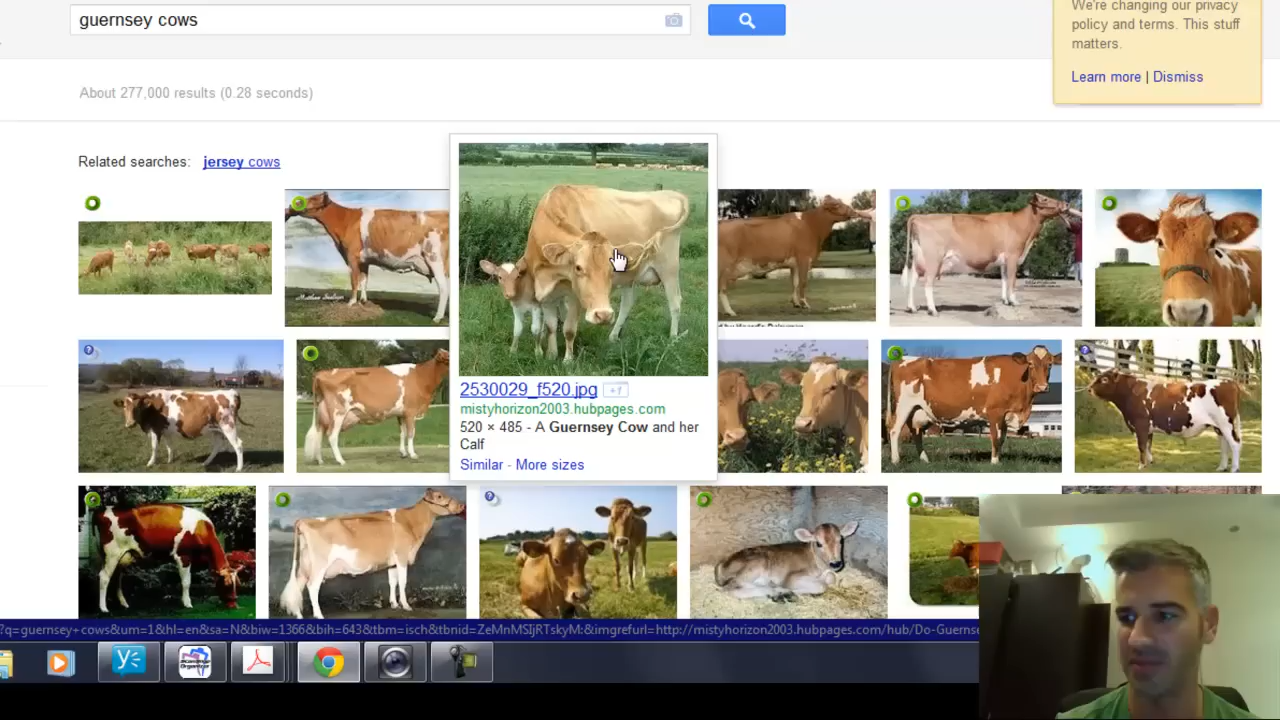 guernsey cows
We're changing our privacy
policy and terms. This stuff
matters.
Learn more | Dismiss
About 277,000 results (0.28 seconds)
Related searches: jersey cows
2530029_f520.jpg +1
mistyhorizon2003.hubpages.com
520 × 485 - A Guernsey Cow and her
Calf
Similar - More sizes
?q=guernsey+cows&um=1&hl=en&sa=N&biw=1366&bih=643&tbm=isch&tbnid=ZeMnMSIjRTskyM:&imgrefurl=http://mistyhorizon2003.hubpages.com/hub/Do-Guernse